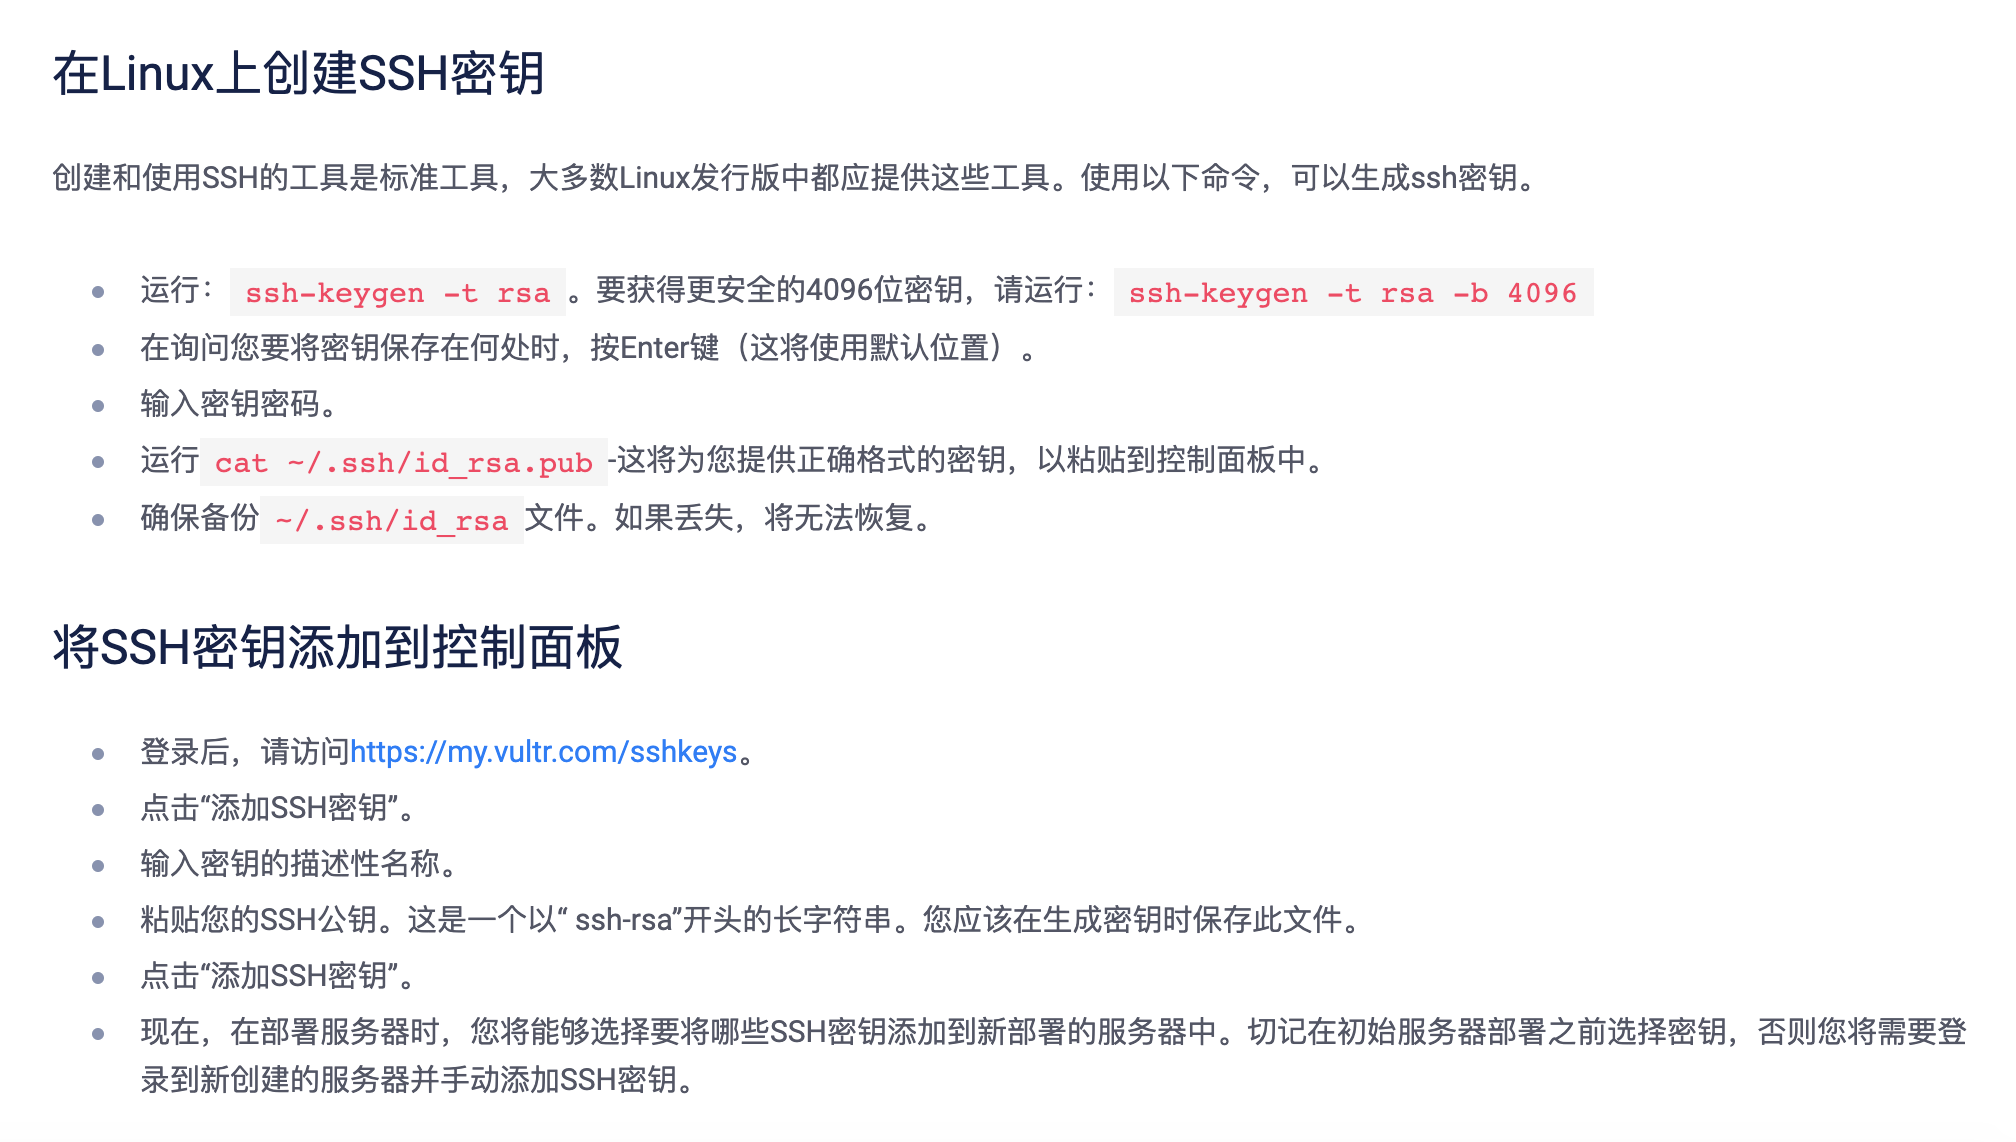 在Linux上创建SSH密钥
创建和使用SSH的工具是标准工具，大多数Linux发行版中都应提供这些工具。使用以下命令，可以生成ssh密钥。
运行： ssh-keygen -t rsa 。要获得更安全的4096位密钥，请运行： ssh-keygen -t rsa -b 4096
在询问您要将密钥保存在何处时，按Enter键（这将使用默认位置）。
输入密钥密码。
运行 cat ~/.ssh/id_rsa.pub -这将为您提供正确格式的密钥，以粘贴到控制面板中。
确保备份 ~/.ssh/id_rsa 文件。如果丢失，将无法恢复。
将SSH密钥添加到控制面板
登录后，请访问https://my.vultr.com/sshkeys。
点击“添加SSH密钥”。
输入密钥的描述性名称。
粘贴您的SSH公钥。这是一个以“ ssh-rsa”开头的长字符串。您应该在生成密钥时保存此文件。
点击“添加SSH密钥”。
现在，在部署服务器时，您将能够选择要将哪些SSH密钥添加到新部署的服务器中。切记在初始服务器部署之前选择密钥，否则您将需要登
录到新创建的服务器并手动添加SSH密钥。